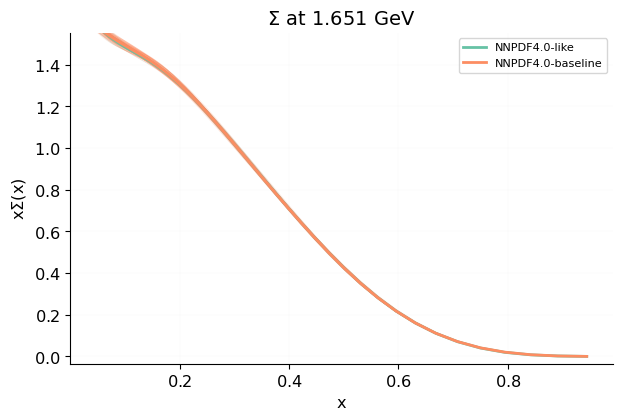 Σ at 1.651 GeV
NNPDF4.0-like
NNPDF4.0-baseline
xΣ(x)
1.4
1.2
1.0
0.8
0.6
0.4
0.2
0.0
0.2 0.4 0.6 0.8
x